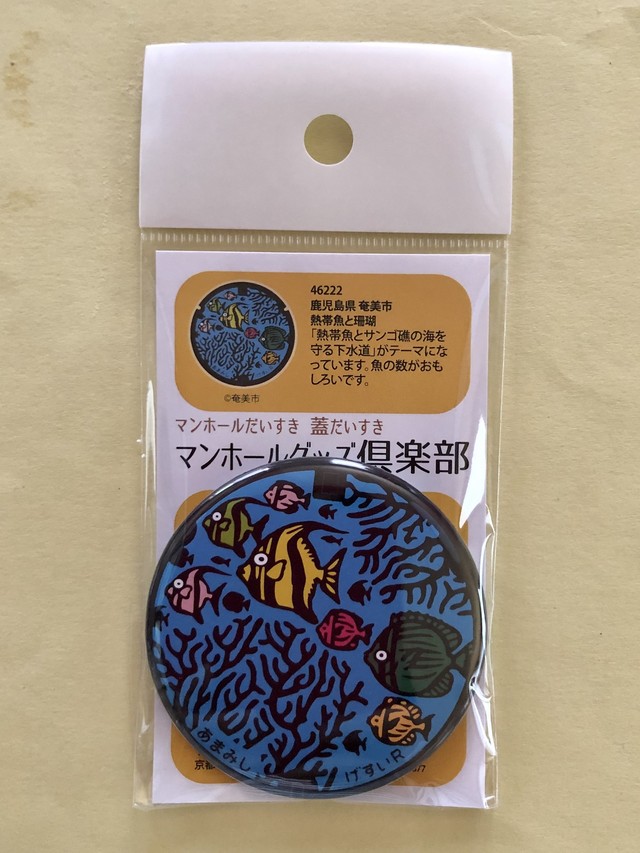 46222
鹿児島県 奄美市
熱帯魚と珊瑚
「熱帯魚とサンゴ礁の海を
守る下水道」がテーマにな
っています。魚の数がおも
しろいです。
©奄美市
マンホールだいすき 蓋だいすき
マンホールグッズ倶楽部
あまみし
げすいR
京都